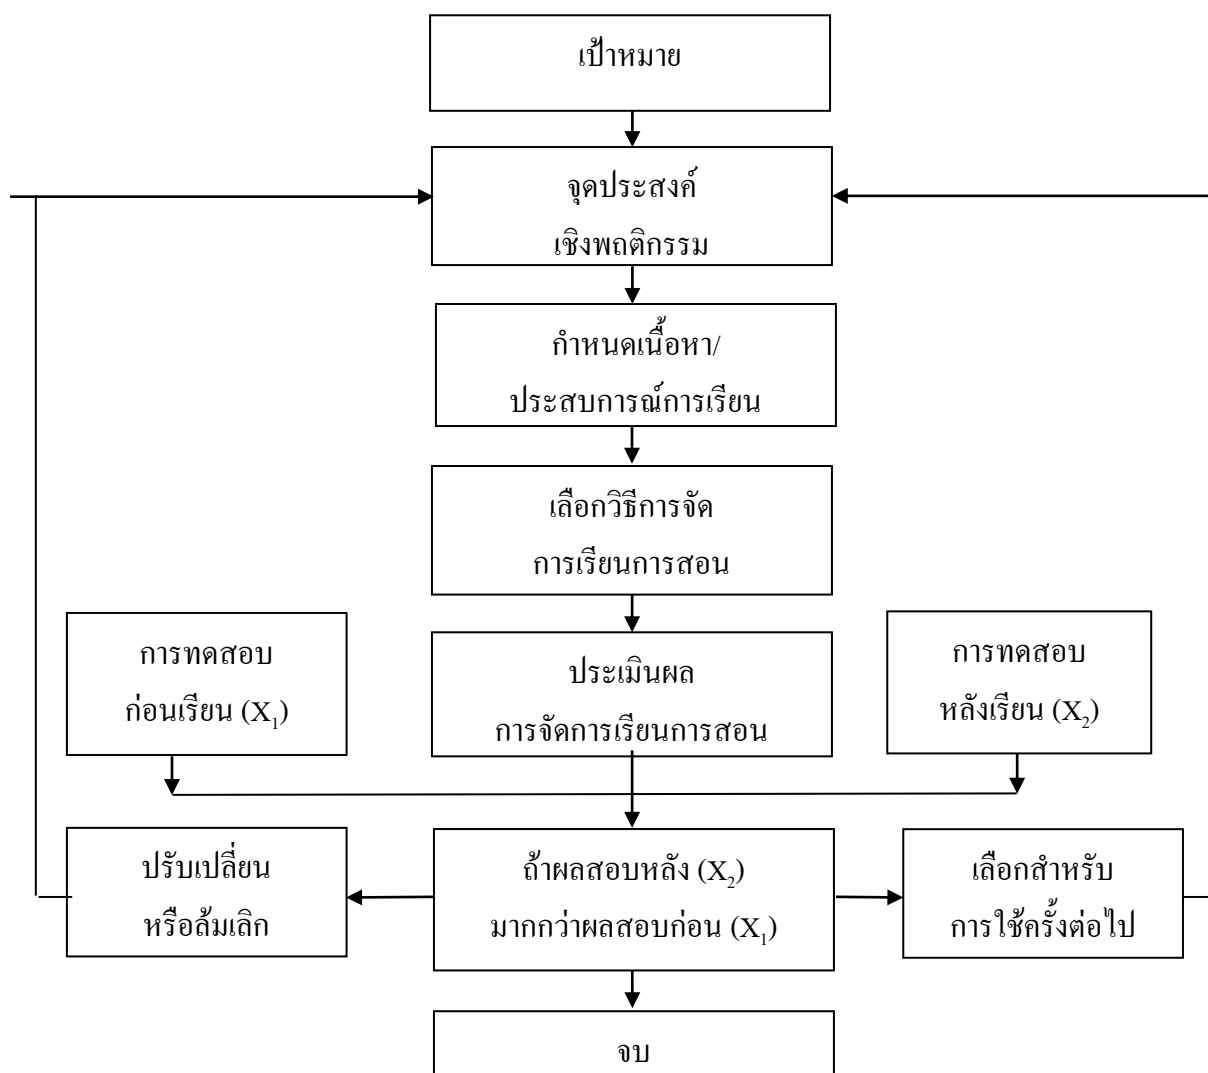 เป้าหมาย
จุดประสงค์
เชิงพฤติกรรม
กำหนดเนื้อหา/
ประสบการณ์การเรียน
เลือกวิธีการจัด
การเรียนการสอน
การทดสอบ
ก่อนเรียน (X₁)
ประเมินผล
การจัดการเรียนการสอน
การทดสอบ
หลังเรียน (X₂)
ปรับเปลี่ยน
หรือล้มเลิก
ถ้าผลสอบหลัง (X₂)
มากกว่าผลสอบก่อน (X₁)
เลือกสำหรับ
การใช้ครั้งต่อไป
จบ